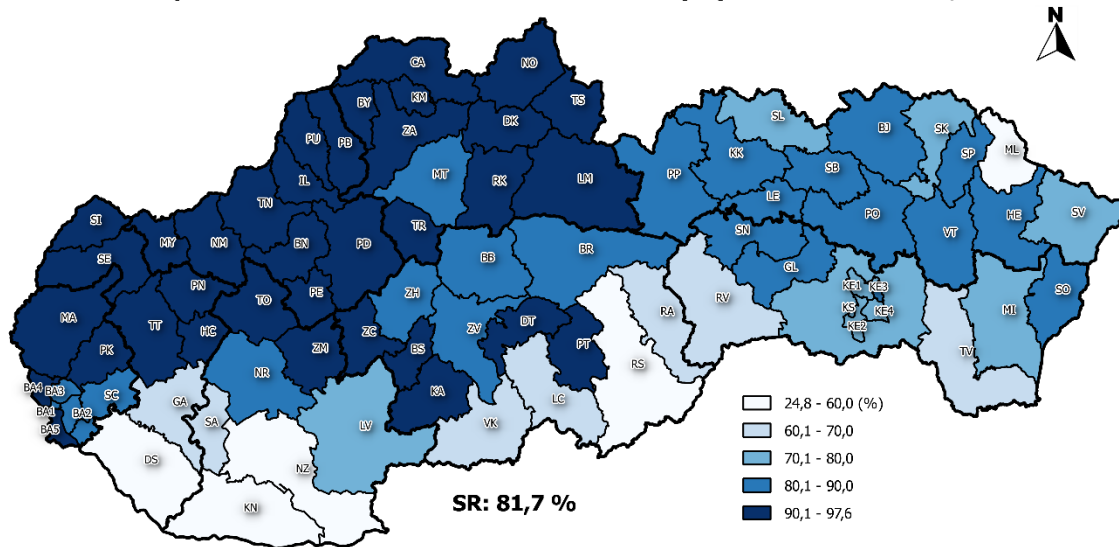 N
CA
NO
BY
KM
TS
PU
PB
ZA
DK
SL
BJ
SK
SP
ML
IL
MT
RK
LM
PP
KK
SB
LE
PO
HE
SV
VT
SI
MY
NM
TN
BN
PD
TR
SE
BB
BR
SN
GL
PN
TO
PE
ZH
MA
TT
HC
ZM
ZC
ZV
DT
PT
RA
RV
KE1
KE3
KS
KE4
KE2
MI
SO
PK
BS
RS
TV
BA4
BA3
SC
NR
KA
LC
BA1
BA2
BA5
GA
SA
LV
VK
DS
NZ
KN
SR: 81,7 %
24,8 - 60,0 (%)
60,1 - 70,0
70,1 - 80,0
80,1 - 90,0
90,1 - 97,6